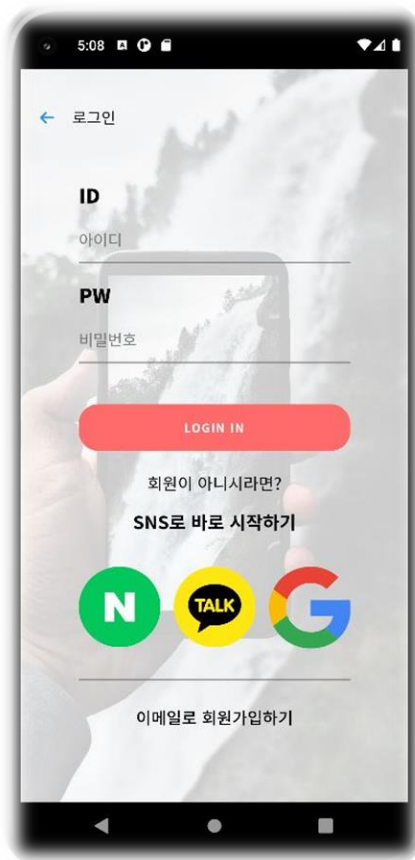 5:08
로그인
ID
아이디
PW
비밀번호
LOGIN IN
회원이 아니시라면?
SNS로 바로 시작하기
N TALK G
이메일로 회원가입하기